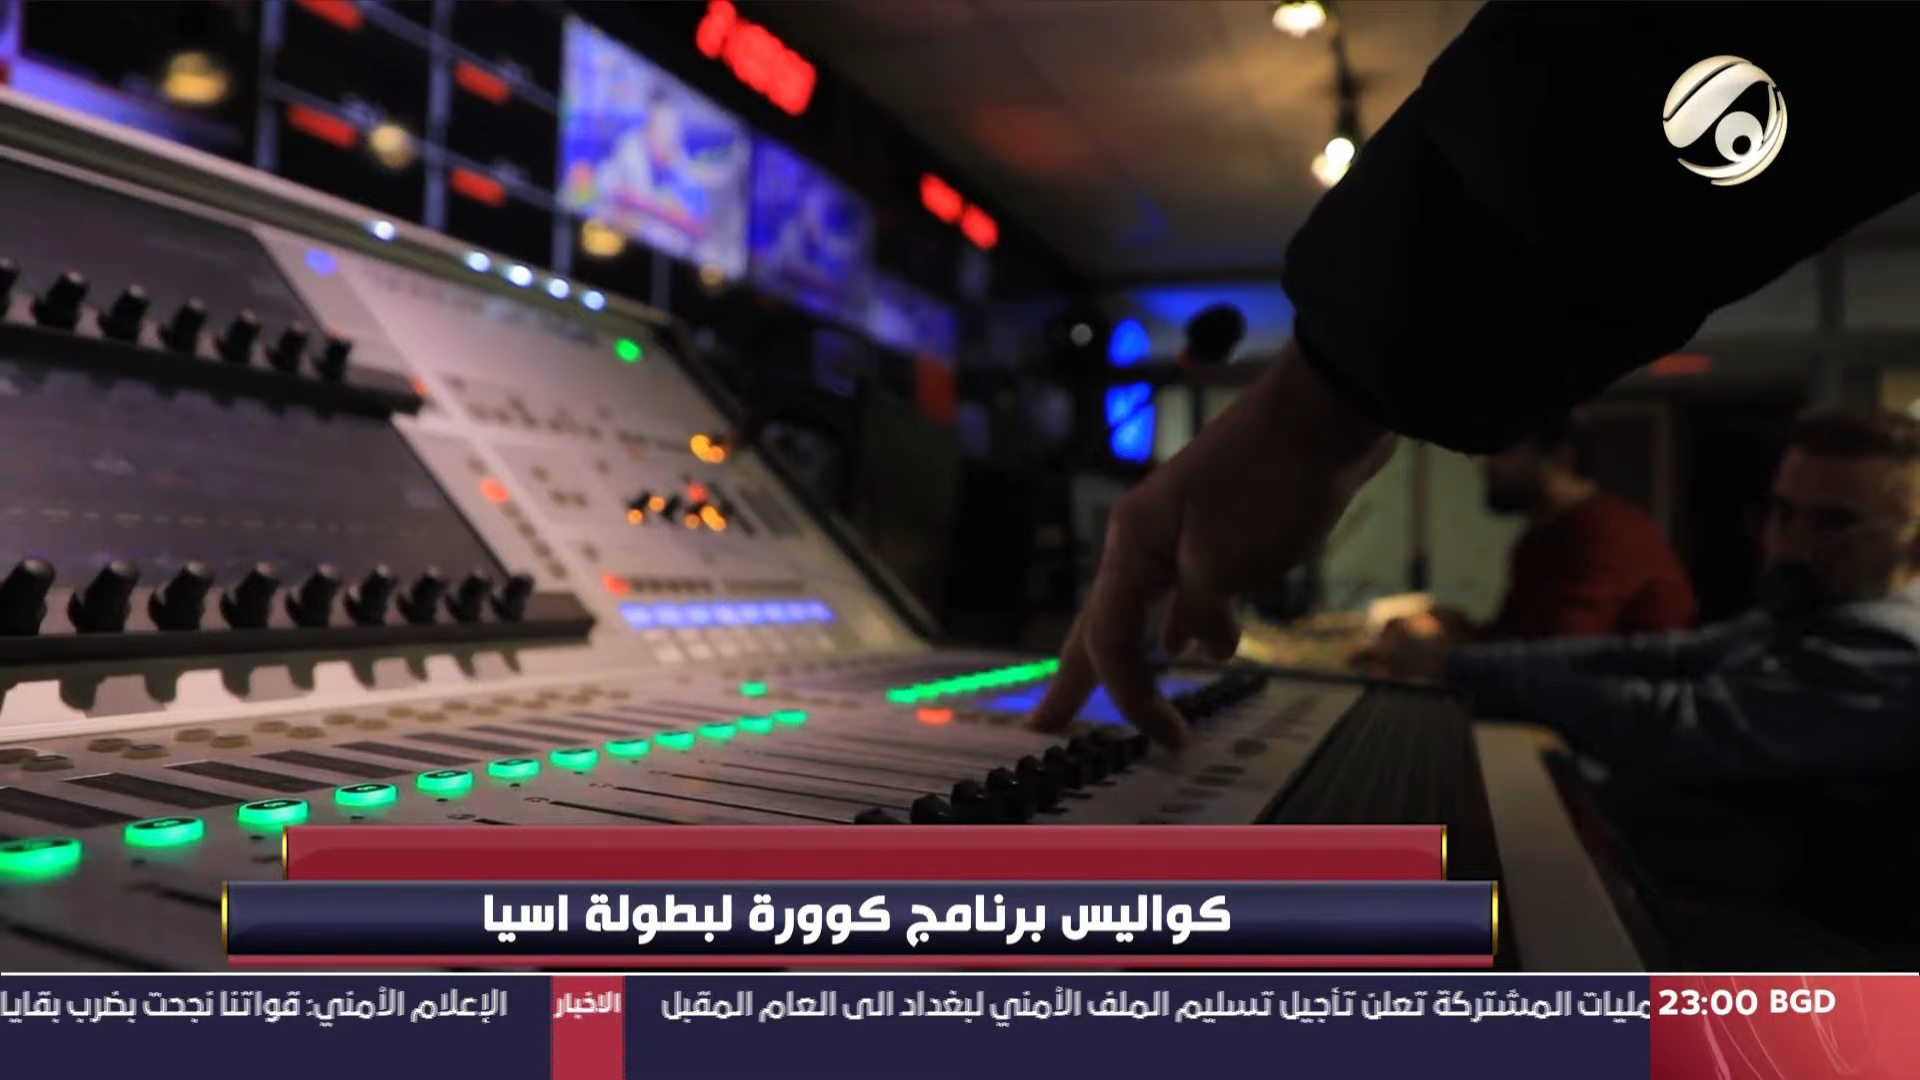 كواليس برنامج كوورة لبطولة اسيا
23:00 BGD
مليات المشتركة تعلن تأجيل تسليم الملف الأمني لبغداد الى العام المقبل
الاخبار
الإعلام الأمني: قواتنا نجحت بضرب بقايا